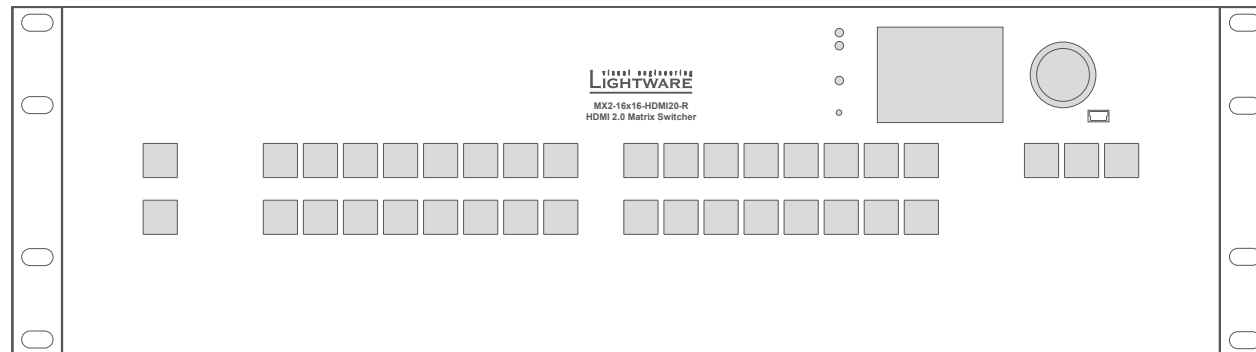 visual engineering
LIGHTWARE
MX2-16x16-HDMI20-R
HDMI 2.0 Matrix Switcher